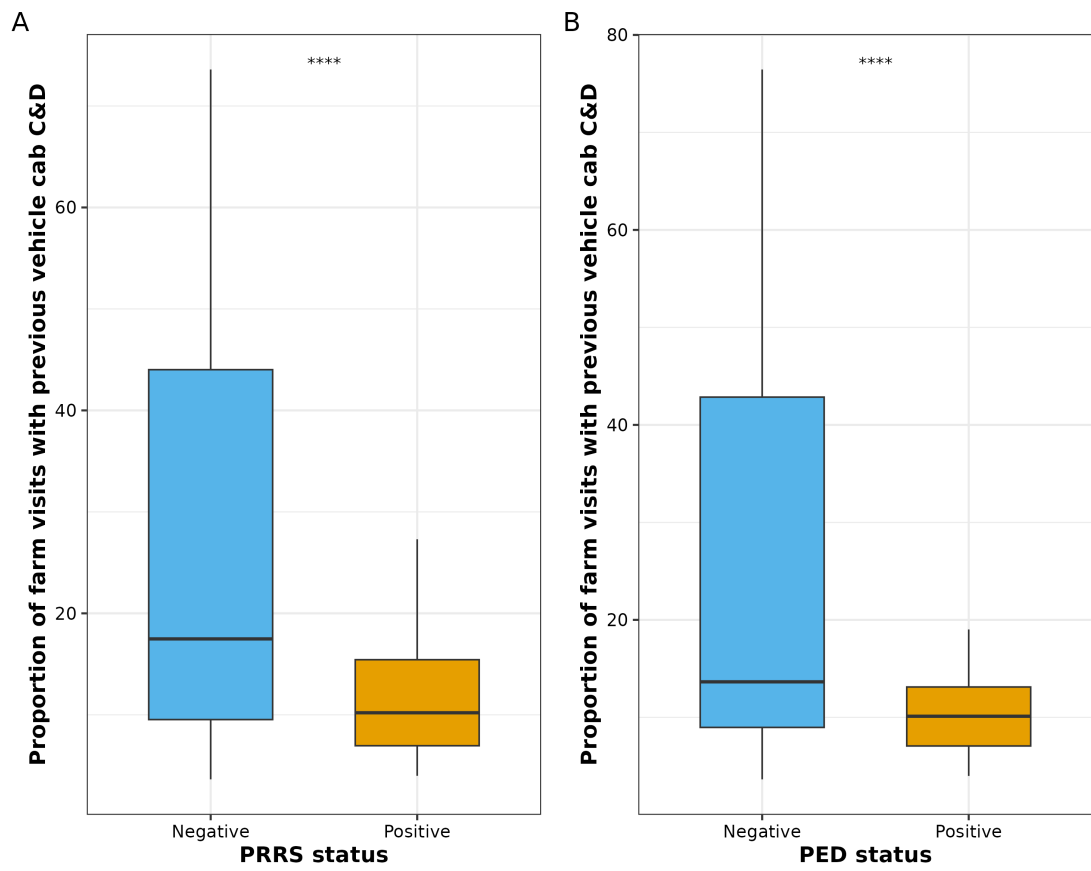 A
Proportion of farm visits with previous vehicle cab C&D
60
40
20
****
Negative
Positive
PRRS status
B
Proportion of farm visits with previous vehicle cab C&D
80
60
40
20
****
Negative
Positive
PED status